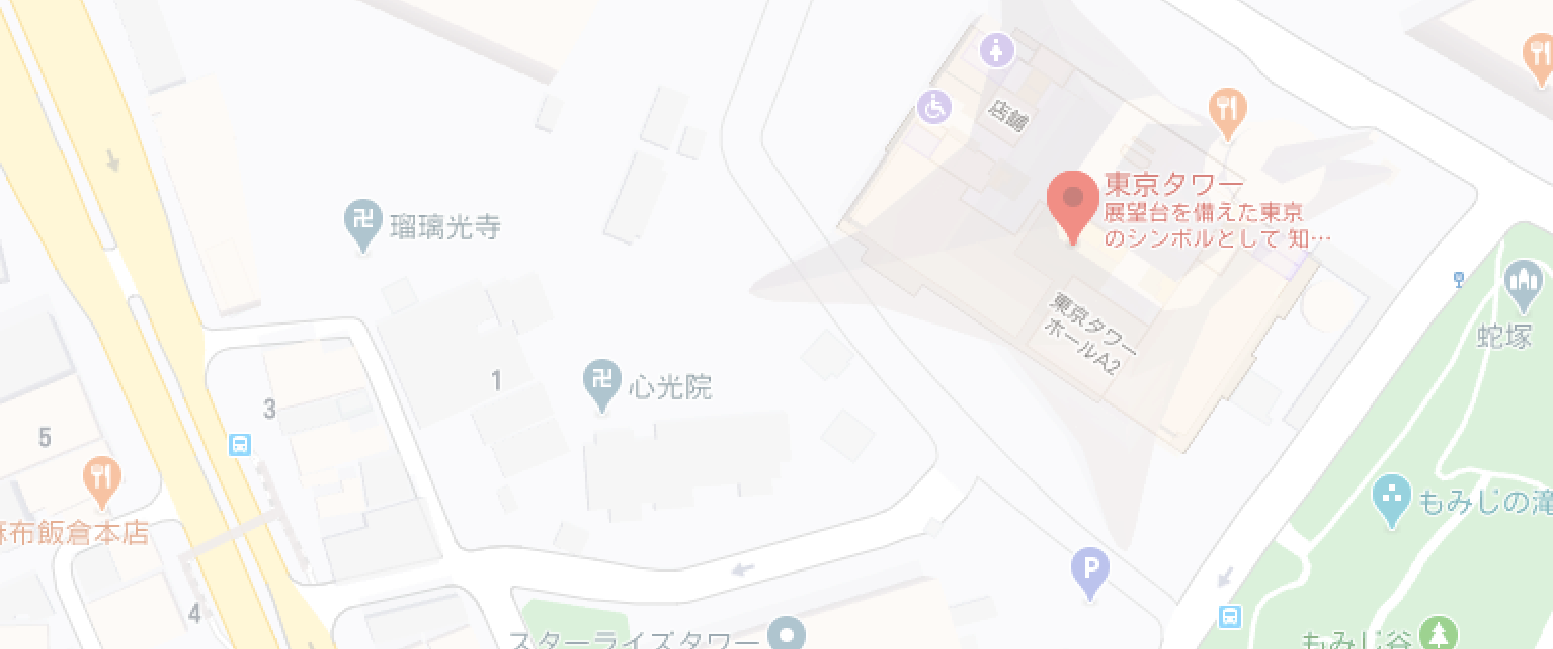 店舗
東京タワー
展望台を備えた東京
のシンボルとして 知…
瑠璃光寺
東京タワー
ホールA2
蛇塚
1
心光院
3
5
布飯倉本店
もみじの滝
P
4
スターライズタワー
もみじ谷